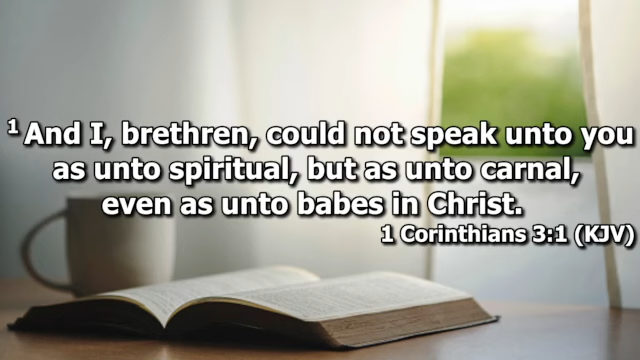 ¹ And I, brethren, could not speak unto you
as unto spiritual, but as unto carnal,
even as unto babes in Christ.
1 Corinthians 3:1 (KJV)